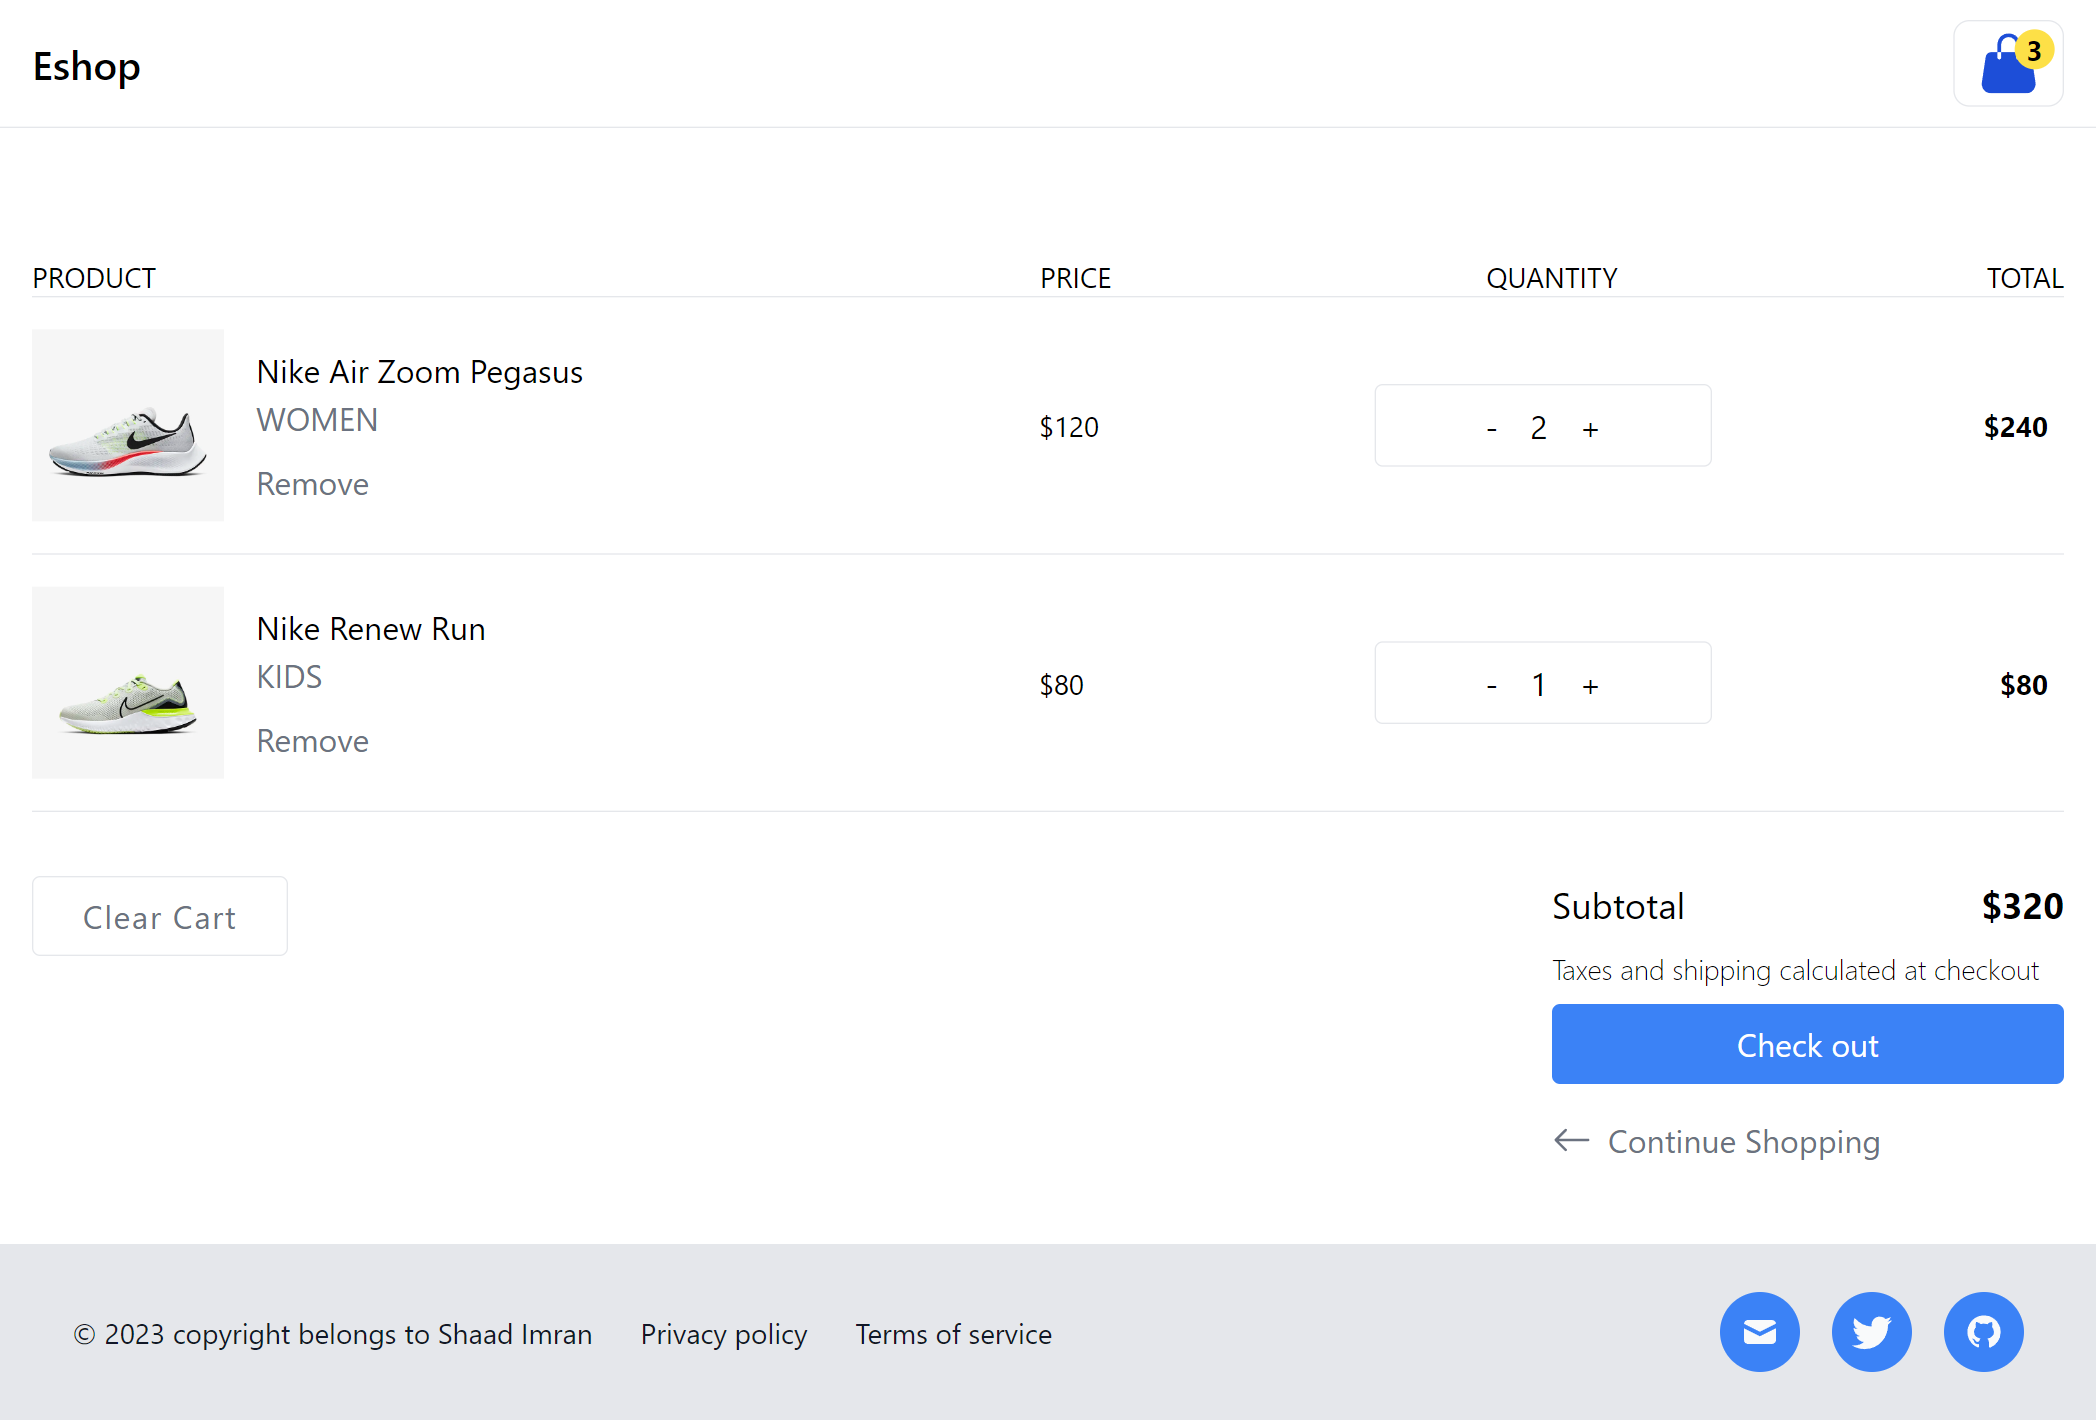 Eshop
3
PRODUCT PRICE QUANTITY TOTAL
Nike Air Zoom Pegasus
WOMEN
$120 - 2 + $240
Remove
Nike Renew Run
KIDS
$80 - 1 + $80
Remove
Clear Cart
Subtotal $320
Taxes and shipping calculated at checkout
Check out
Continue Shopping
© 2023 copyright belongs to Shaad Imran Privacy policy Terms of service